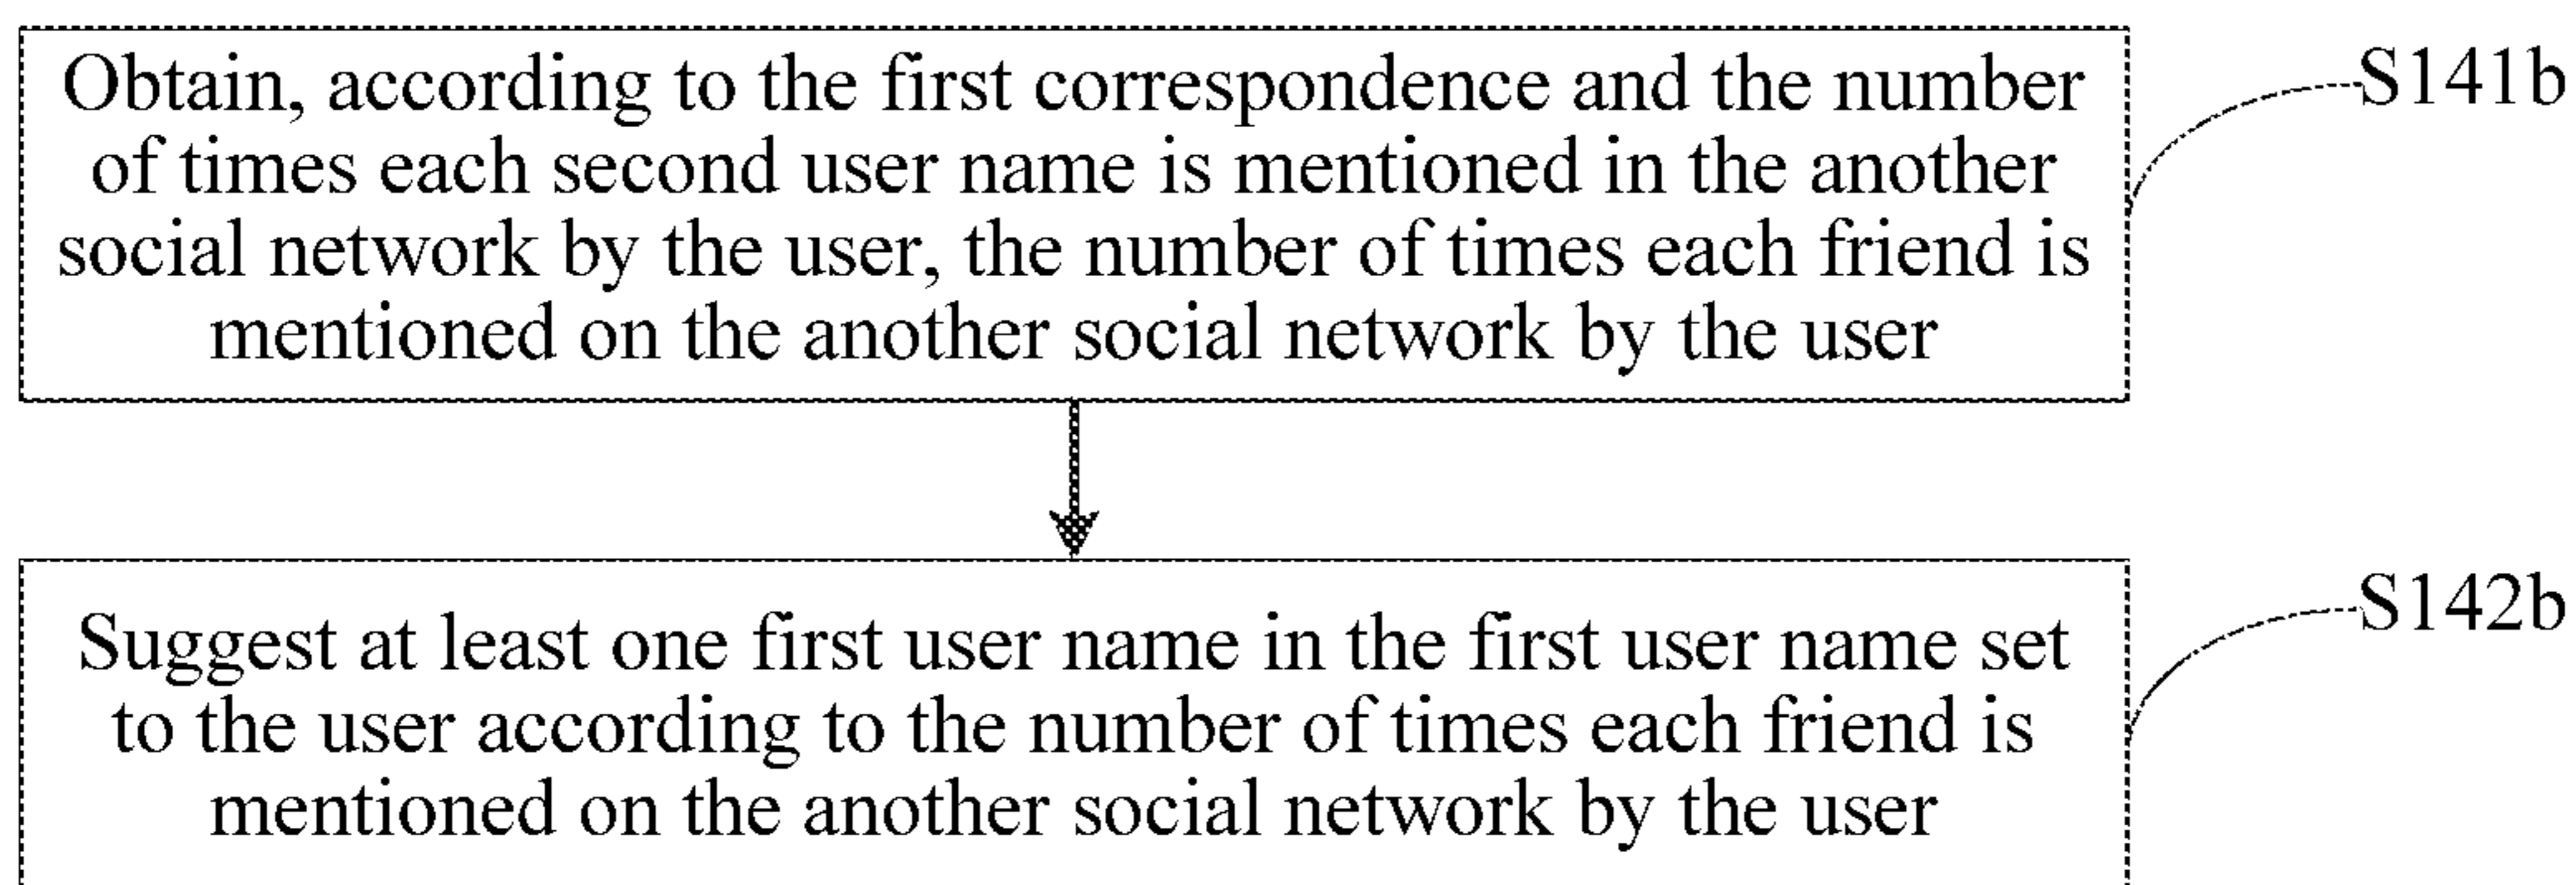 Obtain, according to the first correspondence and the number
of times each second user name is mentioned in the another
social network by the user, the number of times each friend is
mentioned on the another social network by the user
S141b
Suggest at least one first user name in the first user name set
to the user according to the number of times each friend is
mentioned on the another social network by the user
S142b